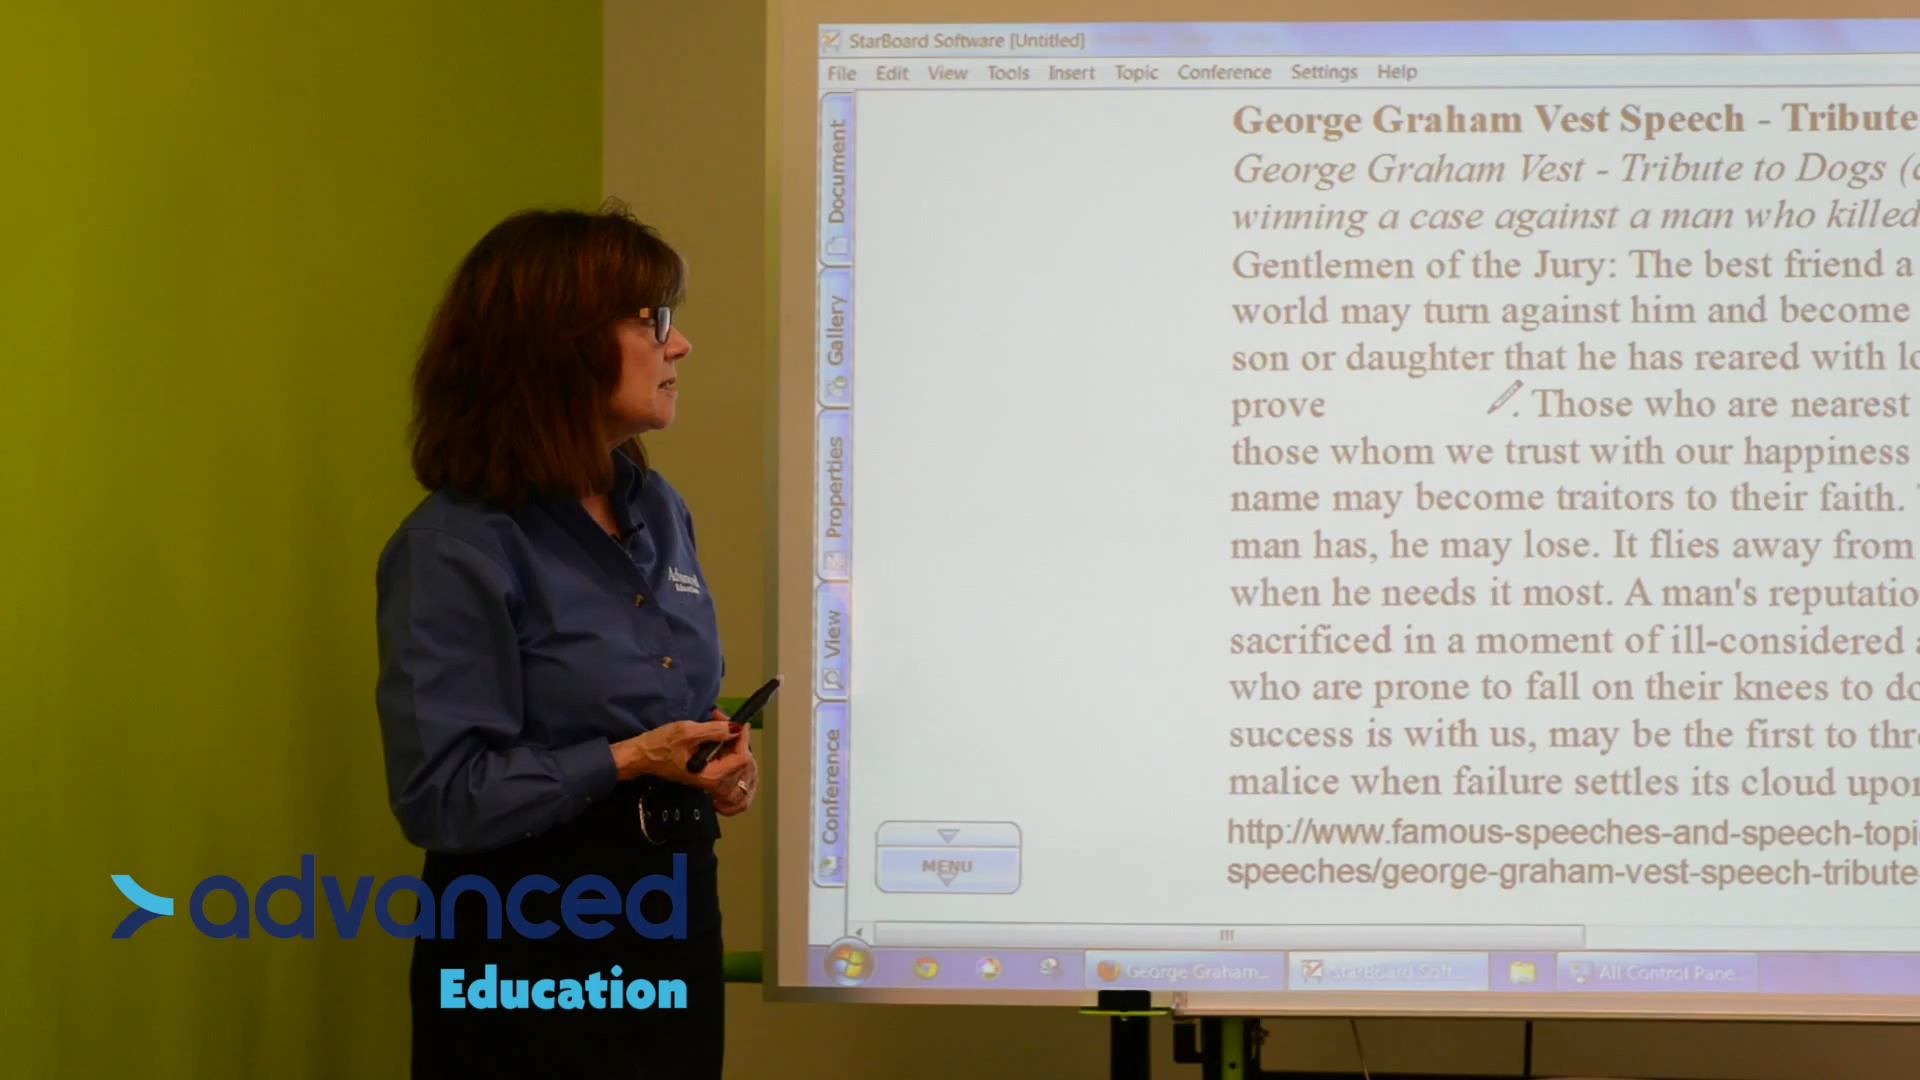 StarBoard Software [Untitled]
File Edit View Tools Insert Topic Conference Settings Help
Document
Gallery
Properties
View
Conference
George Graham Vest Speech - Tribute
George Graham Vest - Tribute to Dogs (
winning a case against a man who killed
Gentlemen of the Jury: The best friend a
world may turn against him and become
son or daughter that he has reared with
prove . Those who are nearest
those whom we trust with our happiness
name may become traitors to their faith.
man has, he may lose. It flies away from
when he needs it most. A man's reputatio
sacrificed in a moment of ill-considered
who are prone to fall on their knees to
success is with us, may be the first to
malice when failure settles its cloud upon
http://www.famous-speeches-and-speech-topi
speeches/george-graham-vest-speech-tribute-
MENU
George Graham...
StarBoard Soft...
All Control Pane...
Advanced
Education
advanced
Education